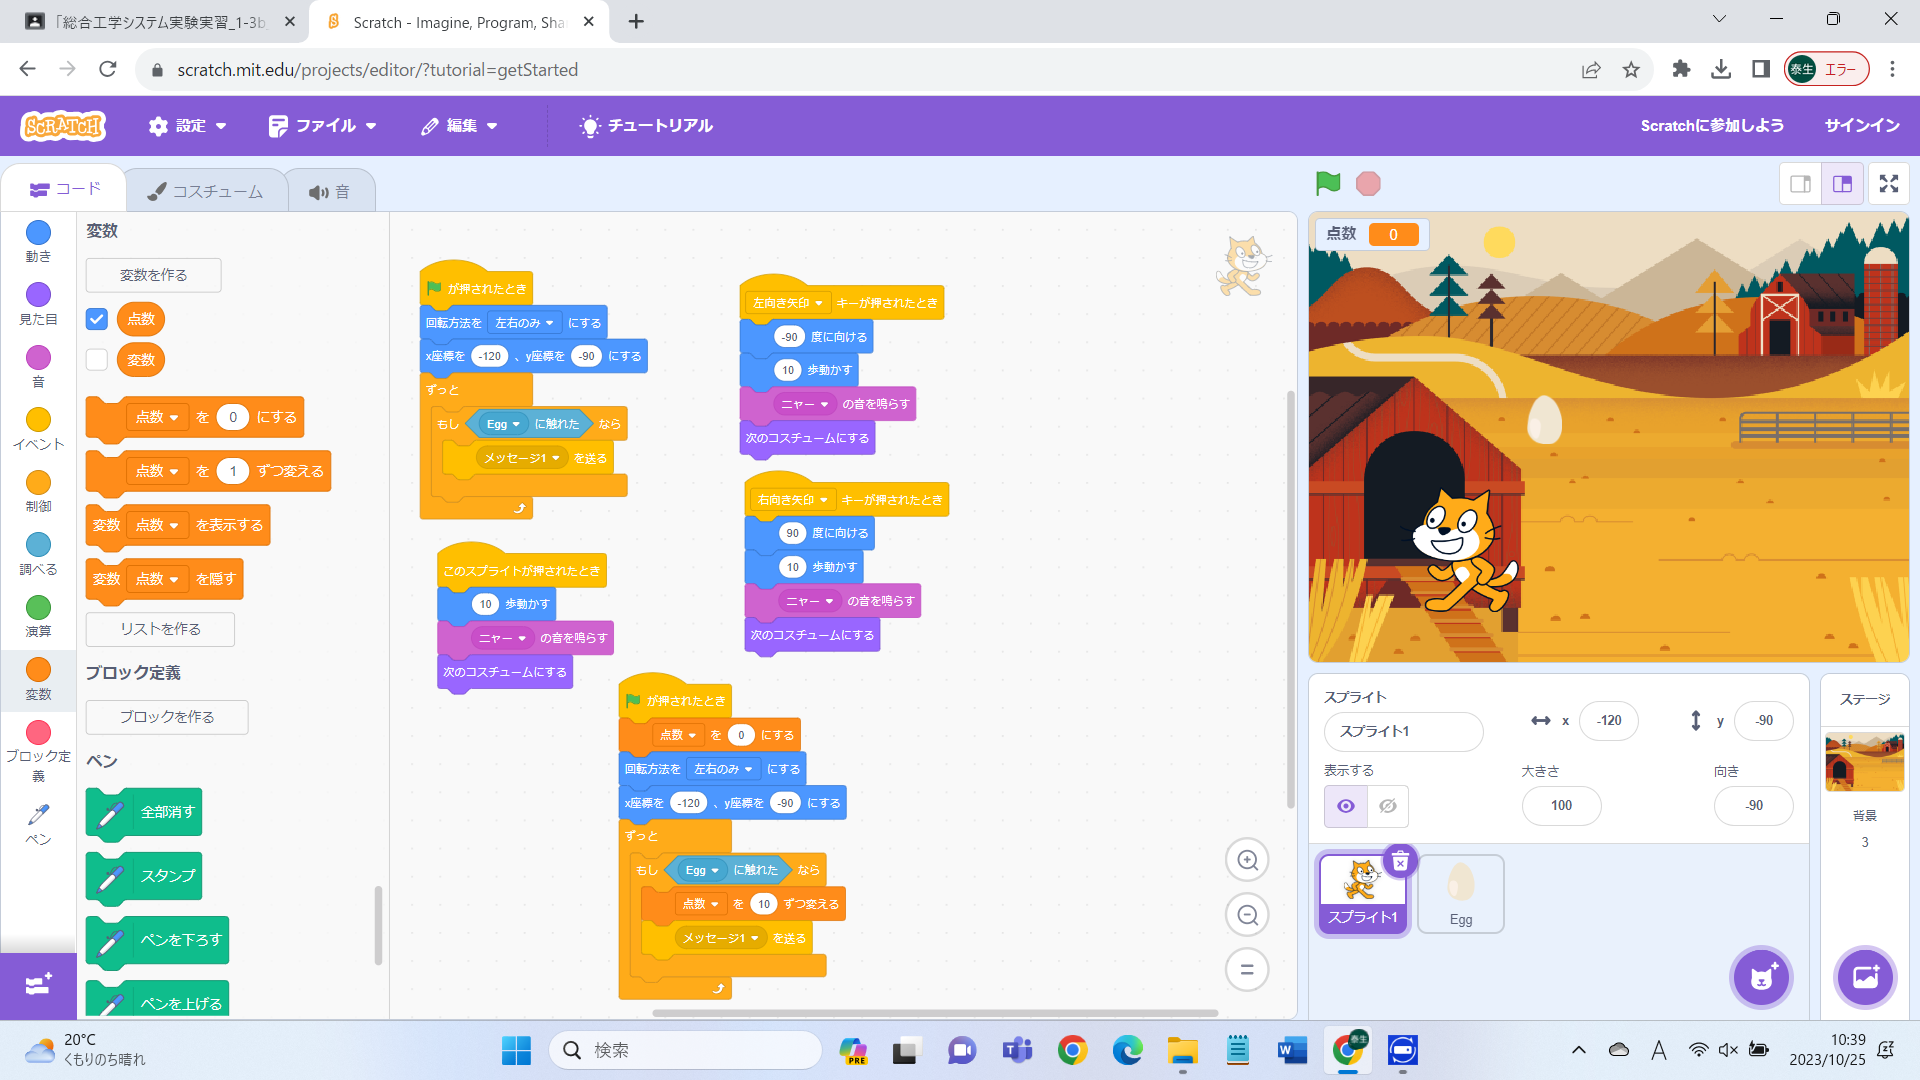 「総合工学システム実験実習_1-3b
Scratch - Imagine, Program, Sha
scratch.mit.edu/projects/editor/?tutorial=getStarted
泰生 エラー
SCRATCH
設定
ファイル
編集
チュートリアル
Scratchに参加しよう
サインイン
コード
コスチューム
音
動き
見た目
音
イベント
制御
調べる
演算
変数
ブロック定義
ペン
変数
変数を作る
点数
変数
点数 を 0 にする
点数 を 1 ずつ変える
変数 点数 を表示する
変数 点数 を隠す
リストを作る
ブロック定義
ブロックを作る
ペン
全部消す
スタンプ
ペンを下ろす
ペンを上げる
が押されたとき
回転方法を 左右のみ にする
x座標を -120 、y座標を -90 にする
ずっと
もし Egg に触れた なら
メッセージ1 を送る
このスプライトが押されたとき
10 歩動かす
ニャー の音を鳴らす
次のコスチュームにする
左向き矢印 キーが押されたとき
-90 度に向ける
10 歩動かす
ニャー の音を鳴らす
次のコスチュームにする
右向き矢印 キーが押されたとき
90 度に向ける
10 歩動かす
ニャー の音を鳴らす
次のコスチュームにする
が押されたとき
点数 を 0 にする
回転方法を 左右のみ にする
x座標を -120 、y座標を -90 にする
ずっと
もし Egg に触れた なら
点数 を 10 ずつ変える
メッセージ1 を送る
点数 0
スプライト
スプライト1
x -120
y -90
表示する
大きさ
100
向き
-90
スプライト1
Egg
ステージ
背景
3
20°C
くもりのち晴れ
検索
PRE
泰生
A
10:39
2023/10/25